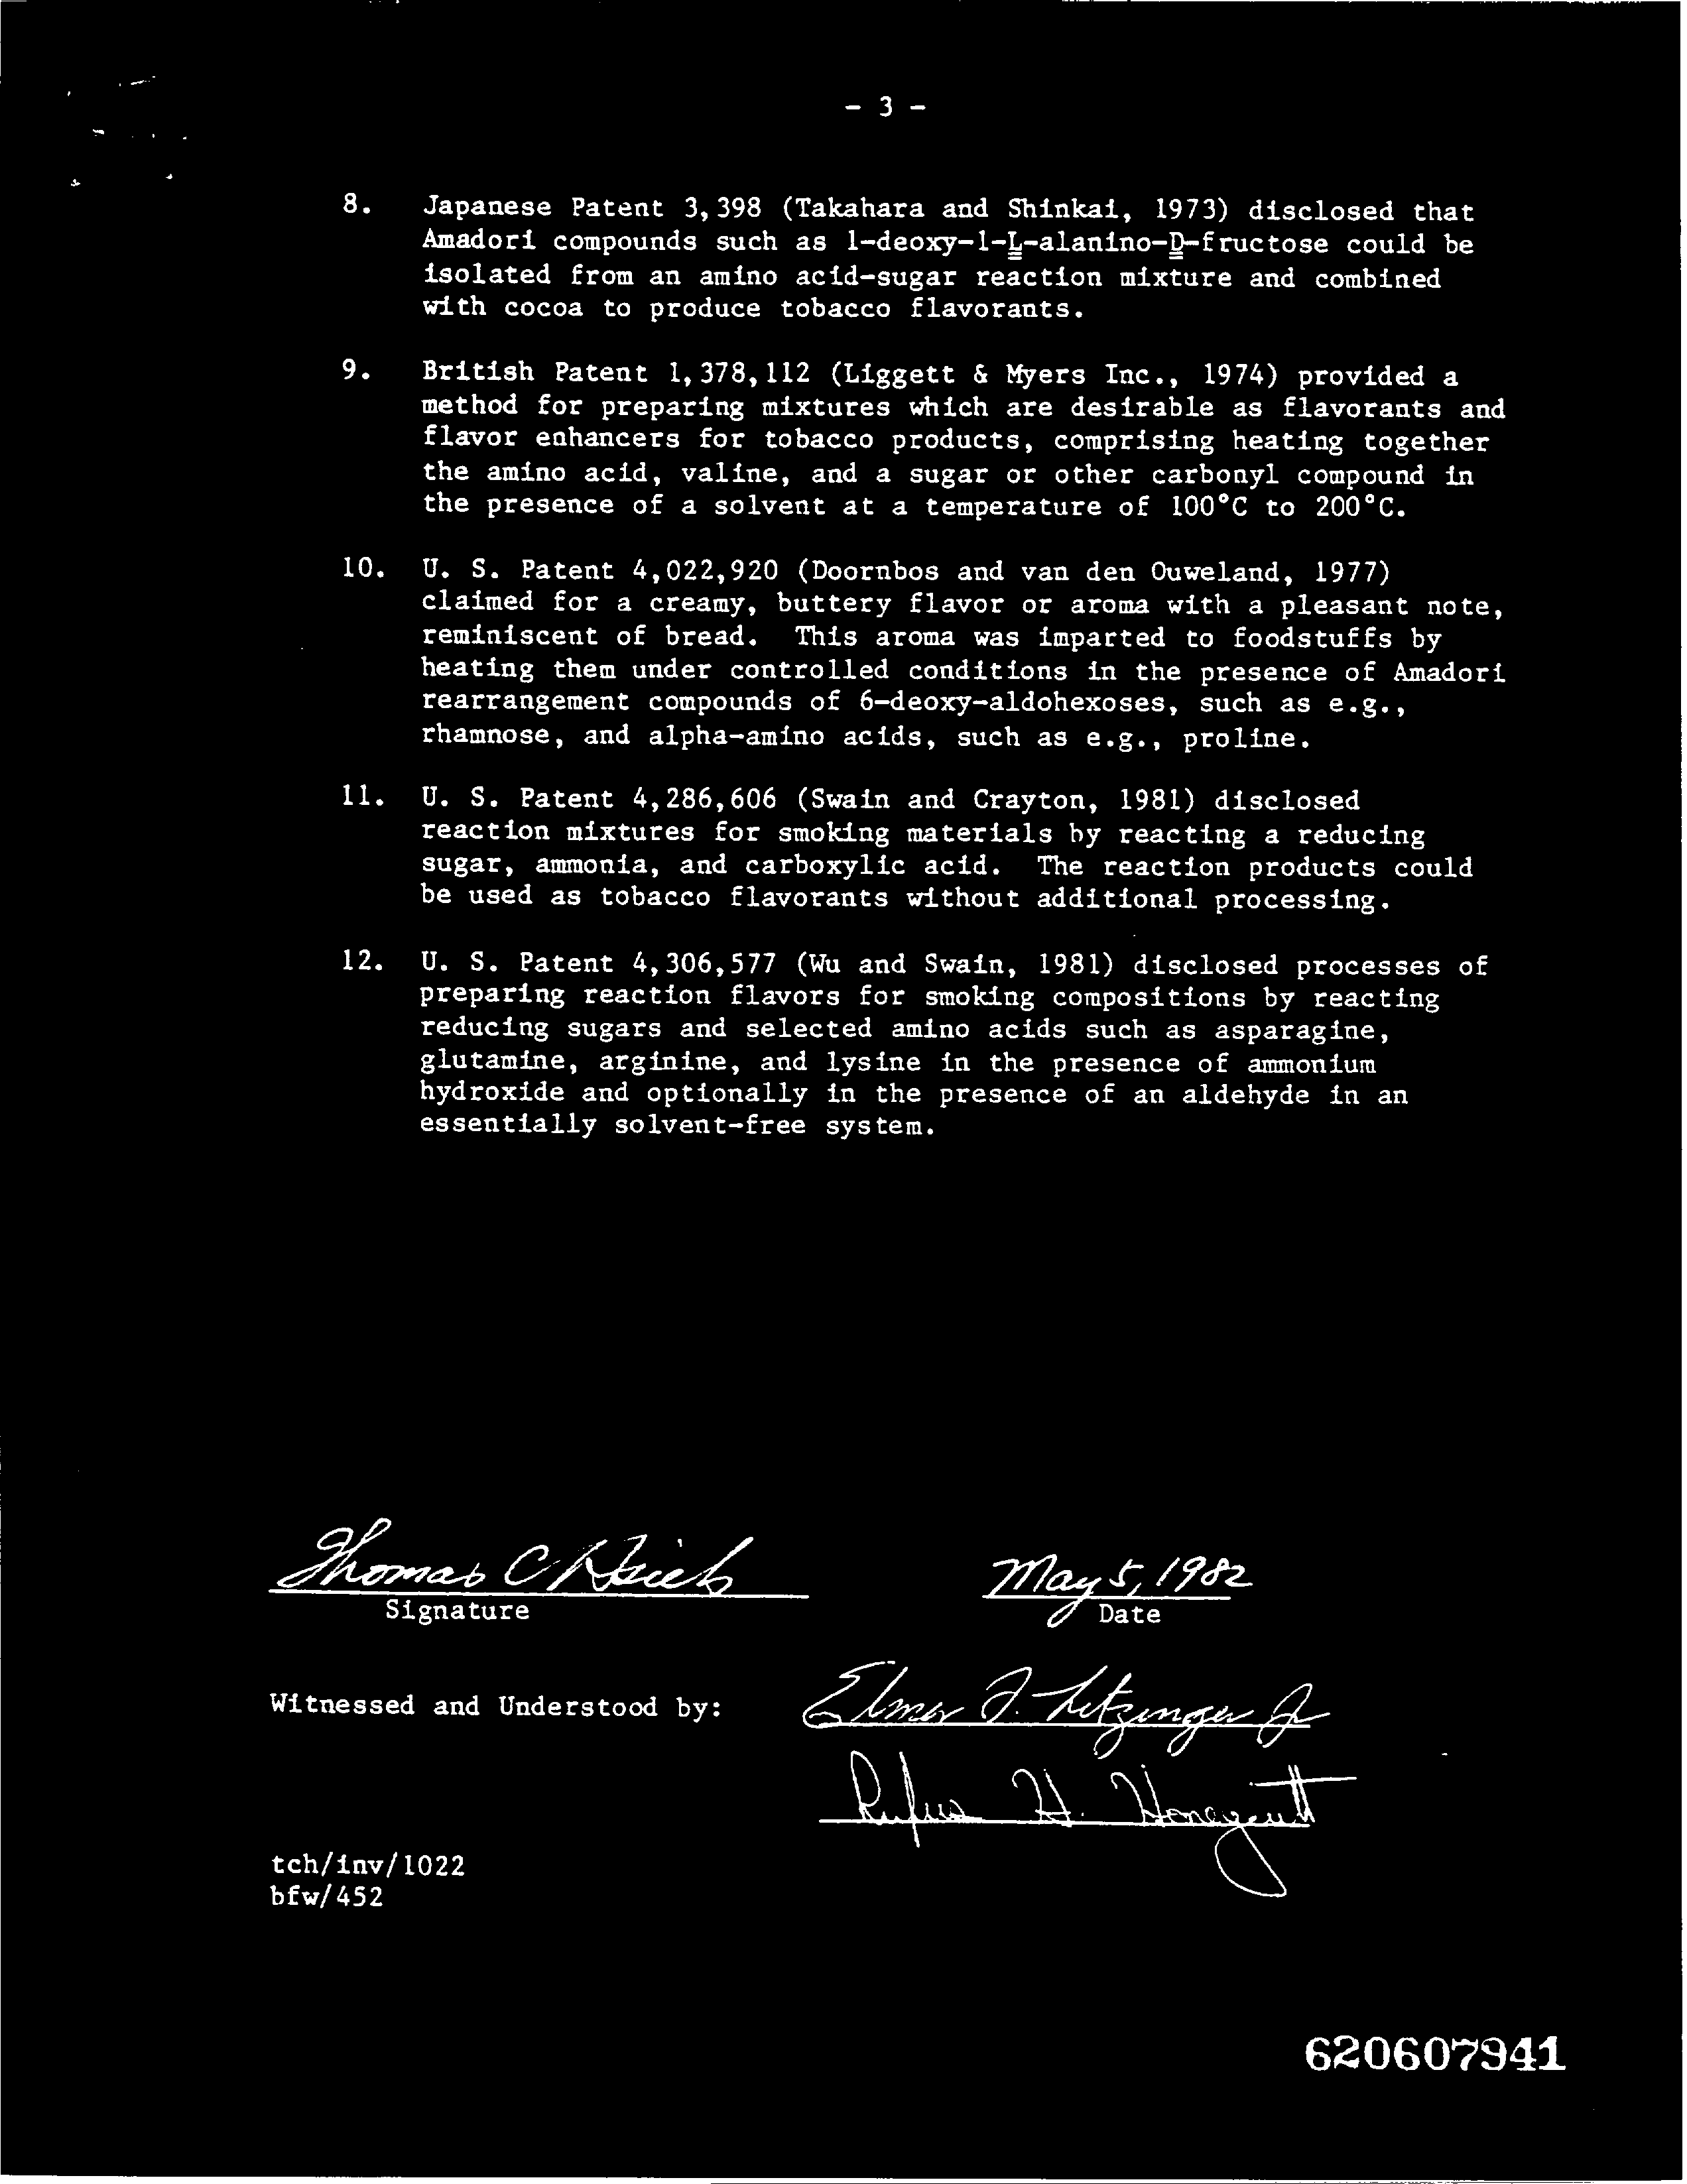 - 3 -
8. Japanese Patent 3,398 (Takahara and Shinkai, 1973) disclosed that
Amadori compounds such as 1-deoxy-1-L-alanino-D-fructose could be
isolated from an amino acid-sugar reaction mixture and combined
with cocoa to produce tobacco flavorants.
9. British Patent 1,378,112 (Liggett & Myers Inc., 1974) provided a
method for preparing mixtures which are desirable as flavorants and
flavor enhancers for tobacco products, comprising heating together
the amino acid, valine, and a sugar or other carbonyl compound in
the presence of a solvent at a temperature of 100°C to 200°C.
10. U. S. Patent 4,022,920 (Doornbos and van den Ouweland, 1977)
claimed for a creamy, buttery flavor or aroma with a pleasant note,
reminiscent of bread. This aroma was imparted to foodstuffs by
heating them under controlled conditions in the presence of Amadori
rearrangement compounds of 6-deoxy-aldohexoses, such as e.g.,
rhamnose, and alpha-amino acids, such as e.g., proline.
11. U. S. Patent 4,286,606 (Swain and Crayton, 1981) disclosed
reaction mixtures for smoking materials by reacting a reducing
sugar, ammonia, and carboxylic acid. The reaction products could
be used as tobacco flavorants without additional processing.
12. U. S. Patent 4,306,577 (Wu and Swain, 1981) disclosed processes of
preparing reaction flavors for smoking compositions by reacting
reducing sugars and selected amino acids such as asparagine,
glutamine, arginine, and lysine in the presence of ammonium
hydroxide and optionally in the presence of an aldehyde in an
essentially solvent-free system.
Thomas C Hsieh May 5, 1982
Signature Date
Witnessed and Understood by: Elmer F. Litzinger Jr
Rufus H. Honeycutt
tch/inv/1022
bfw/452
620607941